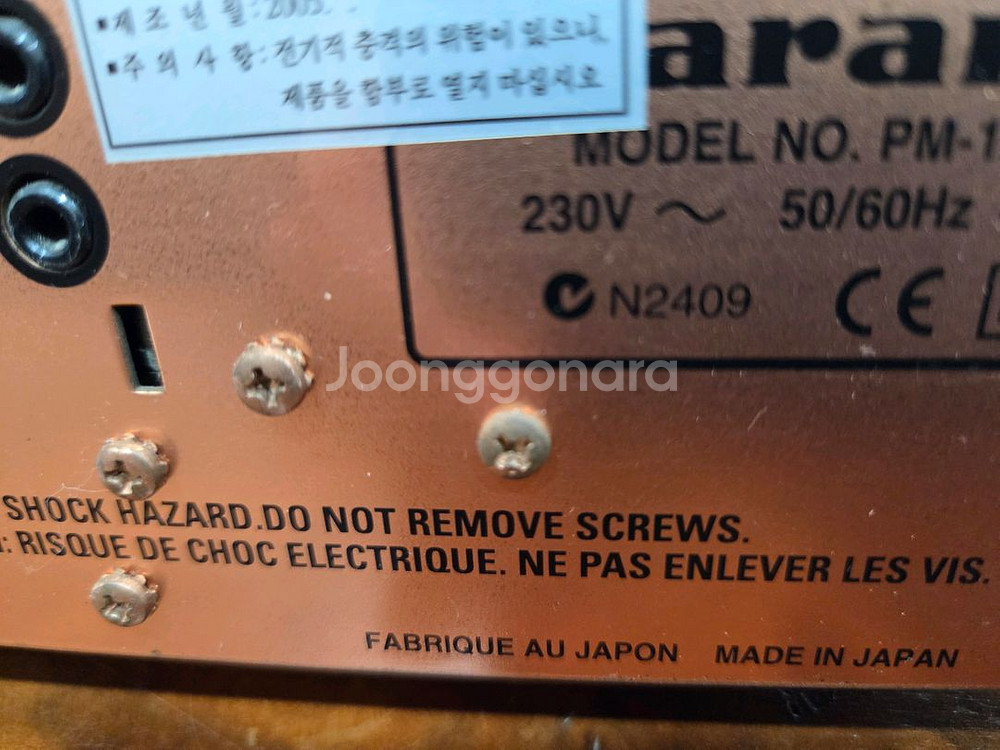 ■제 조 년 월:2005. .
■주 의 사 항:전기적 충격의 위험이 있으니,
제품을 함부로 열지 마십시오
aran
MODEL NO. PM-1
230V ~ 50/60Hz
N2409 CE
Joonggonara
SHOCK HAZARD.DO NOT REMOVE SCREWS.
: RISQUE DE CHOC ELECTRIQUE. NE PAS ENLEVER LES VIS.
FABRIQUE AU JAPON MADE IN JAPAN